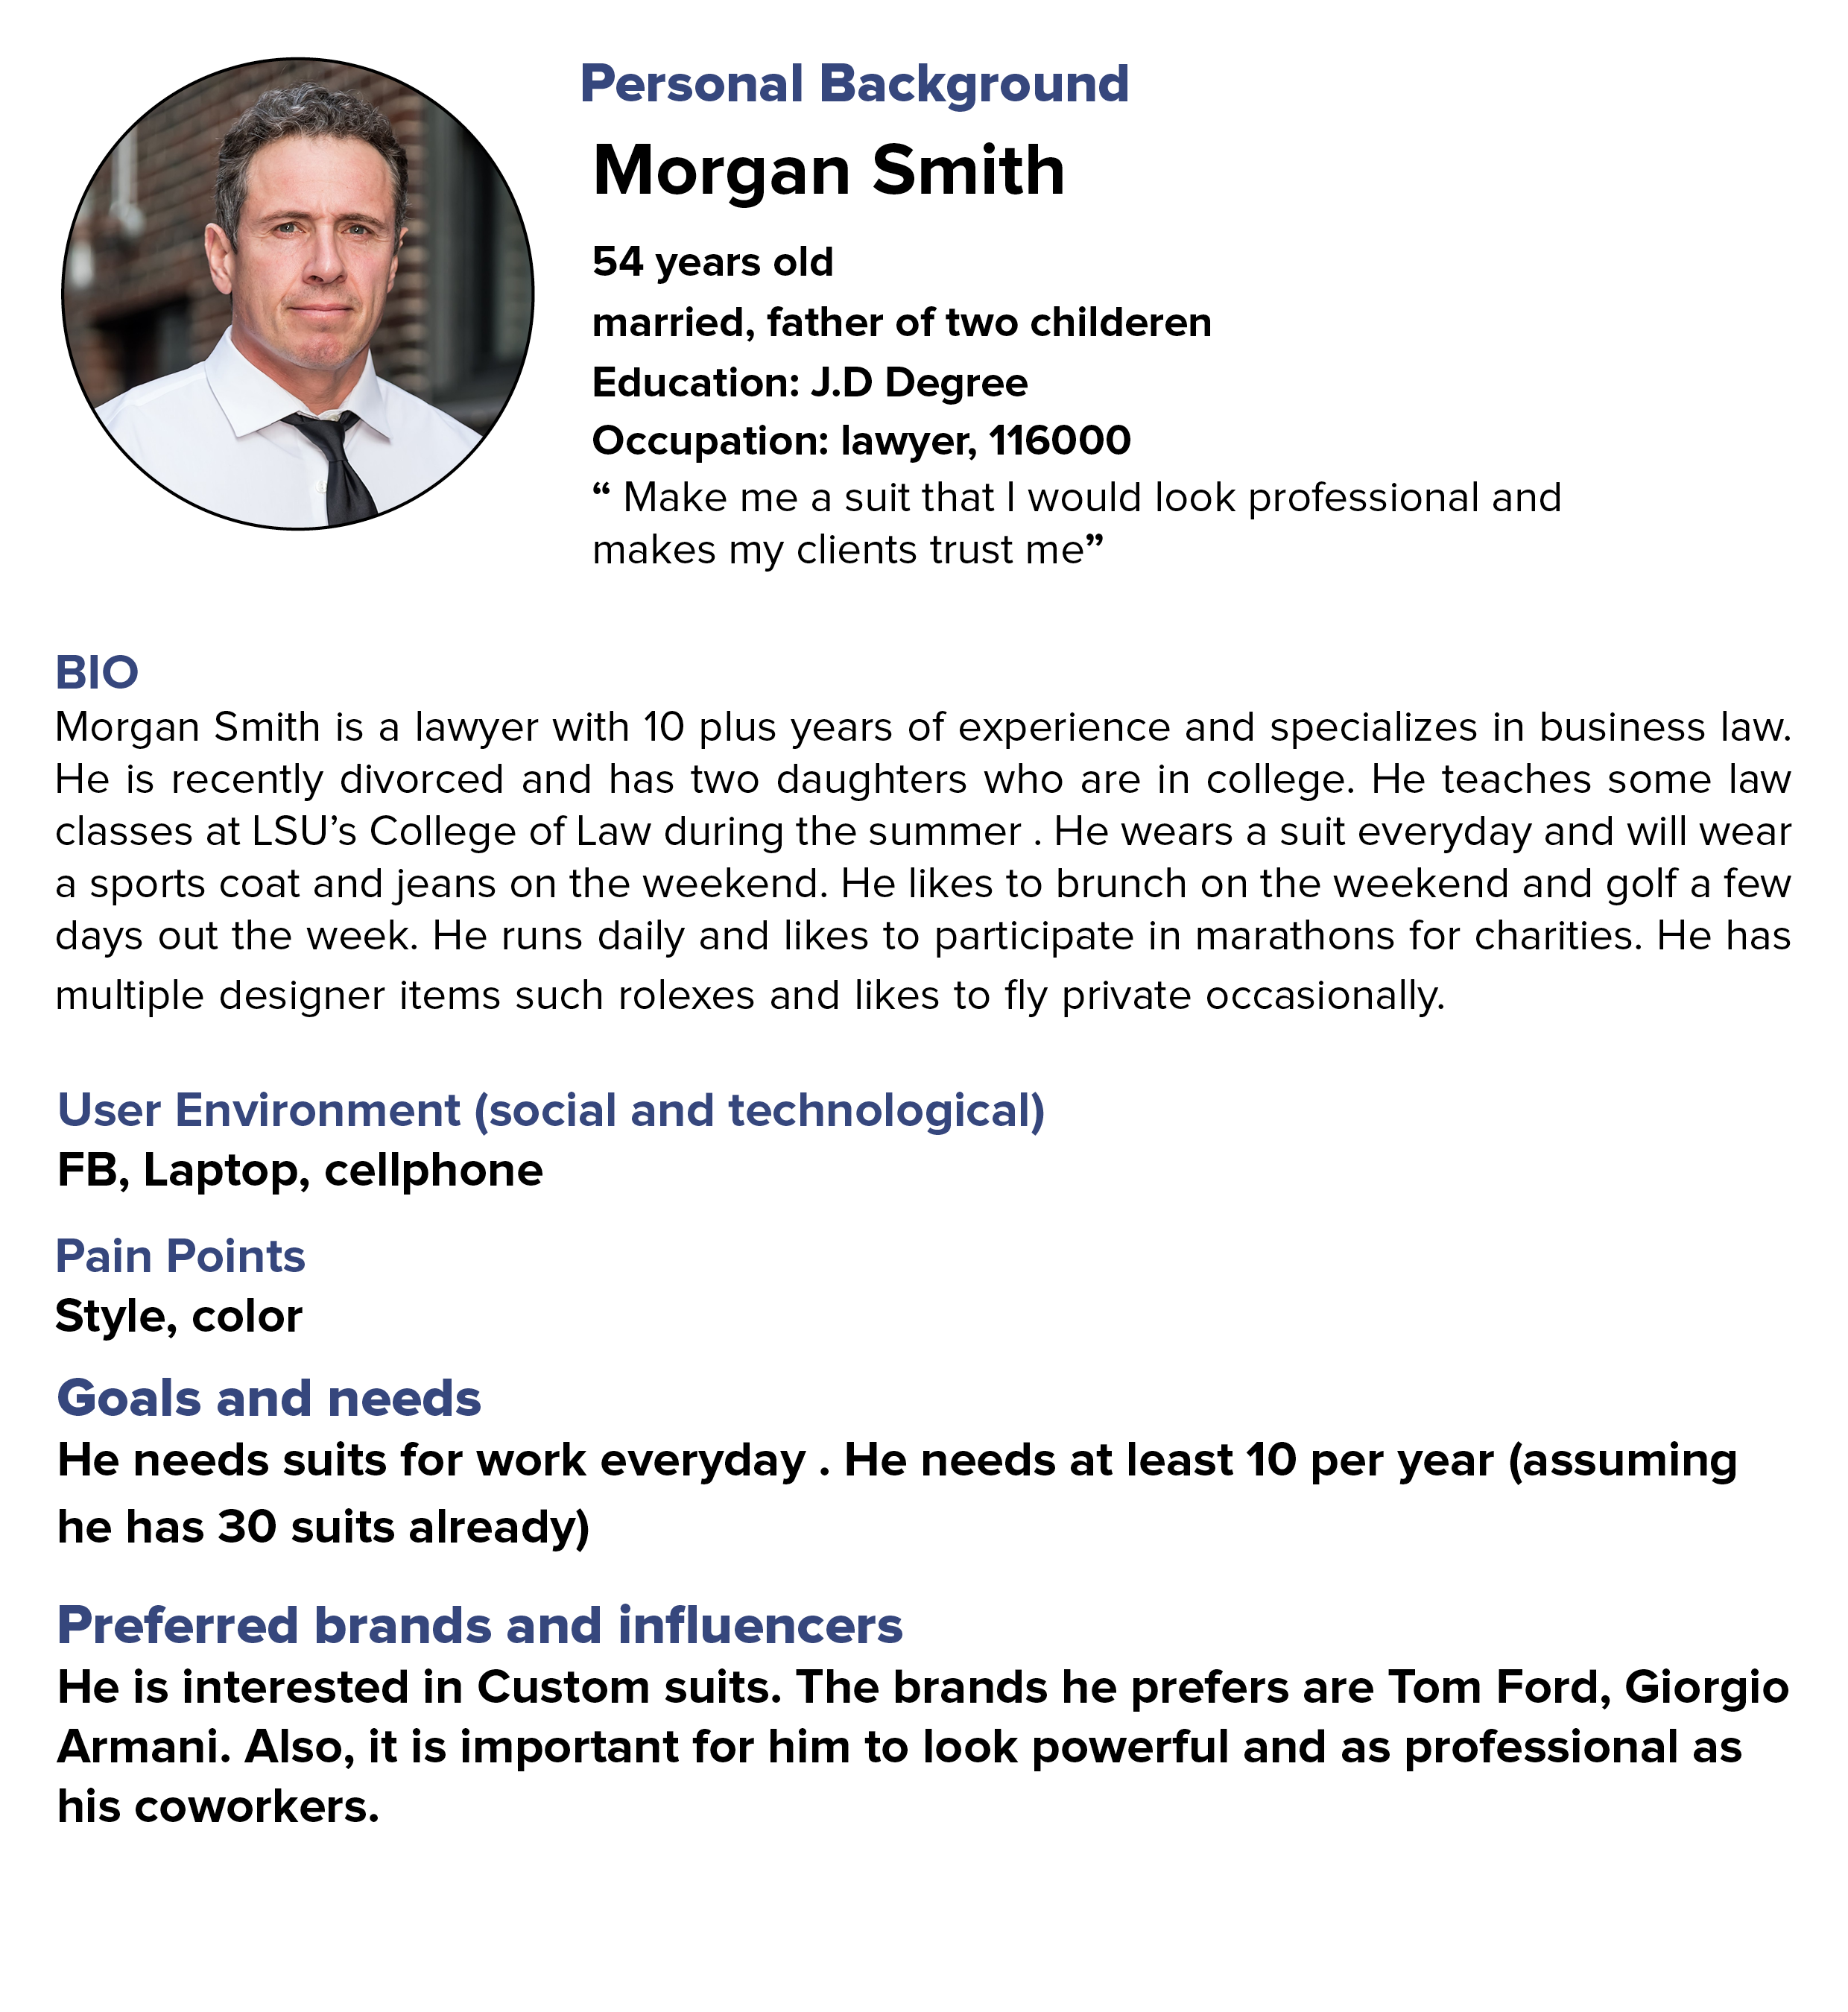 Personal Background
Morgan Smith
54 years old
married, father of two childeren
Education: J.D Degree
Occupation: lawyer, 116000
“ Make me a suit that I would look professional and
makes my clients trust me”
BIO
Morgan Smith is a lawyer with 10 plus years of experience and specializes in business law.
He is recently divorced and has two daughters who are in college. He teaches some law
classes at LSU’s College of Law during the summer . He wears a suit everyday and will wear
a sports coat and jeans on the weekend. He likes to brunch on the weekend and golf a few
days out the week. He runs daily and likes to participate in marathons for charities. He has
multiple designer items such rolexes and likes to fly private occasionally.
User Environment (social and technological)
FB, Laptop, cellphone
Pain Points
Style, color
Goals and needs
He needs suits for work everyday . He needs at least 10 per year (assuming
he has 30 suits already)
Preferred brands and influencers
He is interested in Custom suits. The brands he prefers are Tom Ford, Giorgio
Armani. Also, it is important for him to look powerful and as professional as
his coworkers.